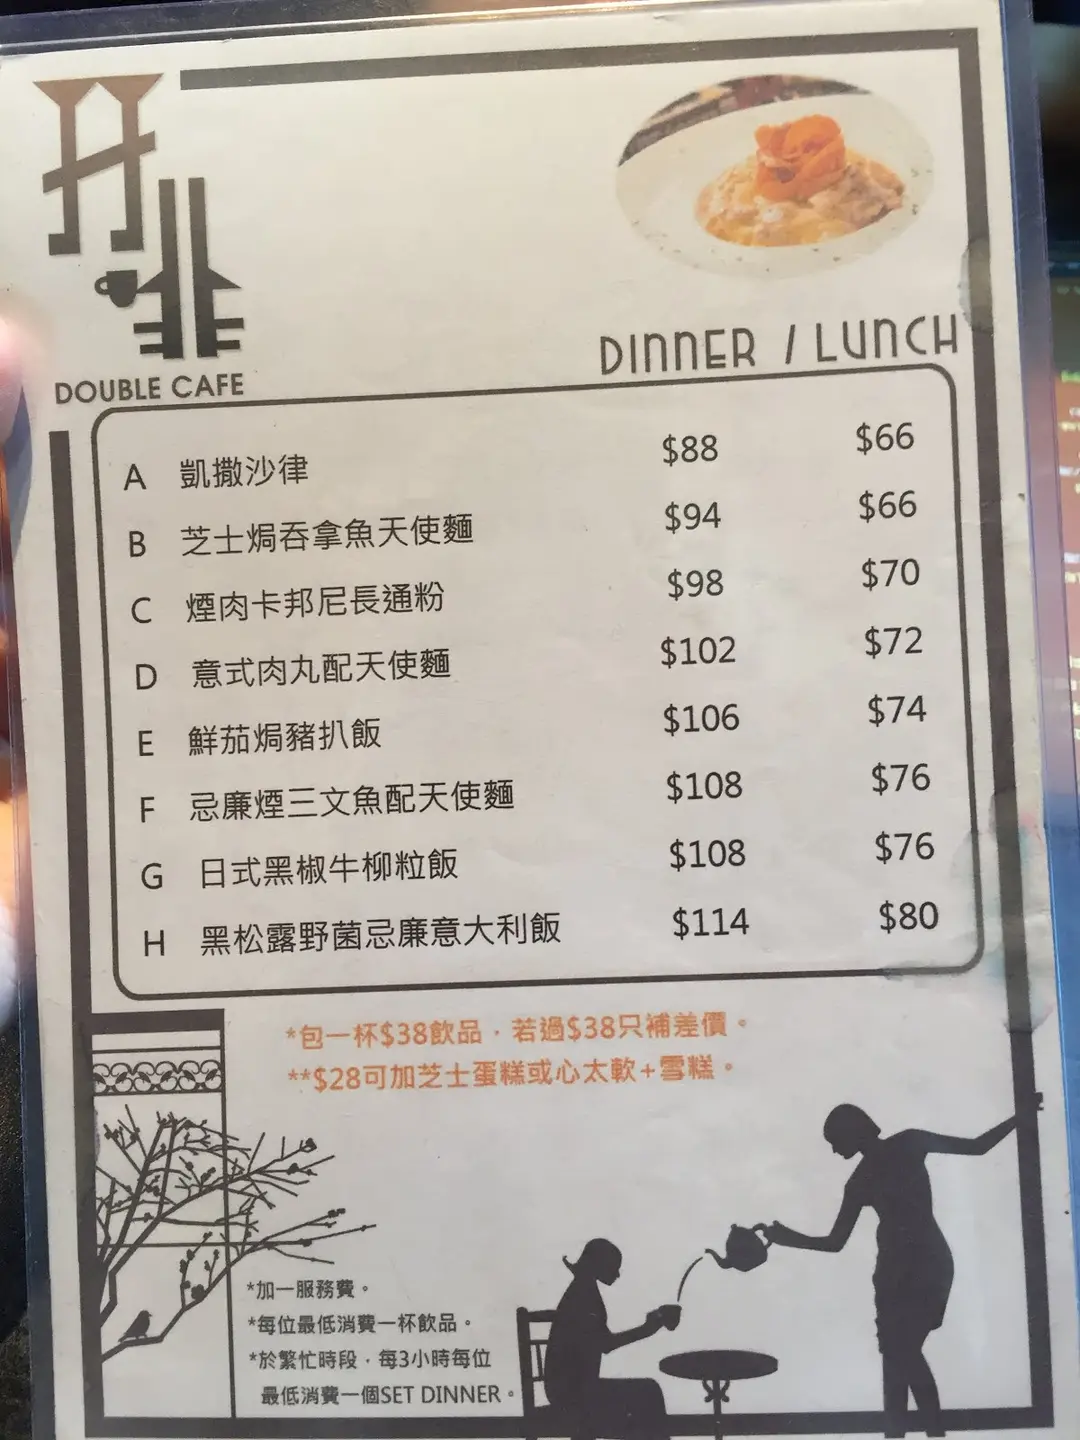 DOUBLE CAFE
DINNER / LUNCH
A 凱撒沙律 $88 $66
B 芝士焗吞拿魚天使麵 $94 $66
C 煙肉卡邦尼長通粉 $98 $70
D 意式肉丸配天使麵 $102 $72
E 鮮茄焗豬扒飯 $106 $74
F 忌廉煙三文魚配天使麵 $108 $76
G 日式黑椒牛柳粒飯 $108 $76
H 黑松露野菌忌廉意大利飯 $114 $80
*包一杯$38飲品，若過$38只補差價。
**$28可加芝士蛋糕或心太軟+雪糕。
*加一服務費。
*每位最低消費一杯飲品。
*於繁忙時段，每3小時每位
最低消費一個SET DINNER。